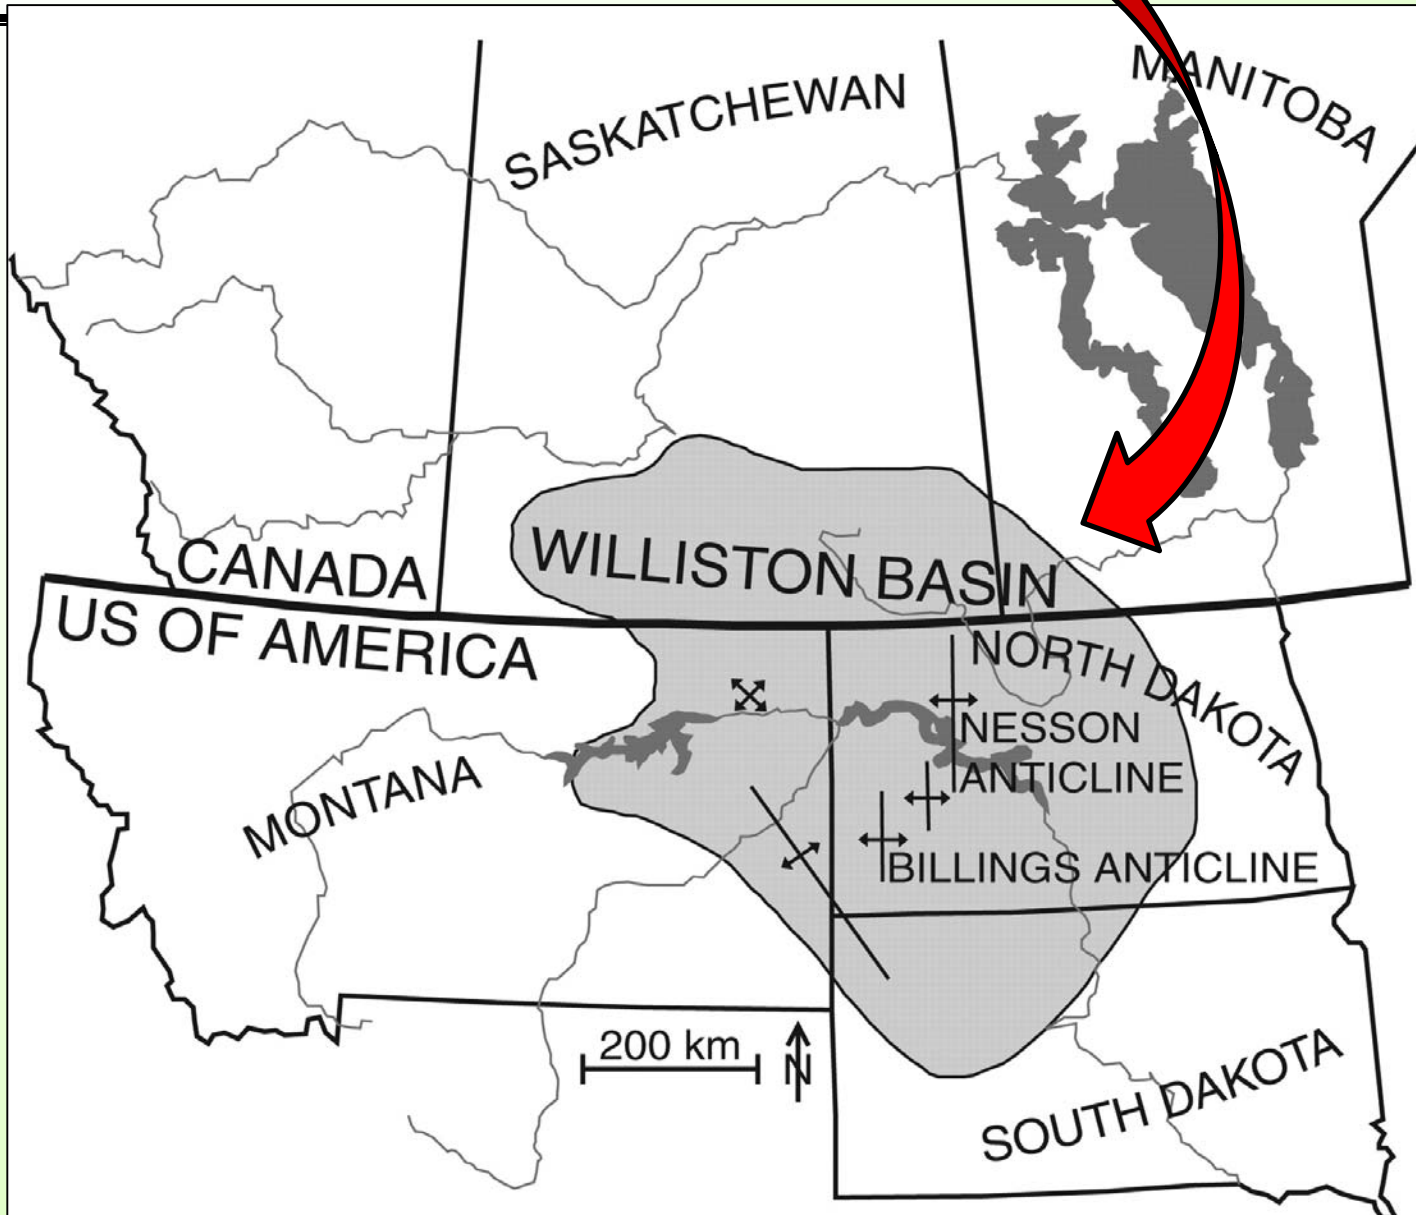 SASKATCHEWAN
MANITOBA
CANADA
WILLISTON BASIN
US OF AMERICA
NORTH DAKOTA
NESSON
ANTICLINE
MONTANA
BILLINGS ANTICLINE
200 km
N
SOUTH DAKOTA